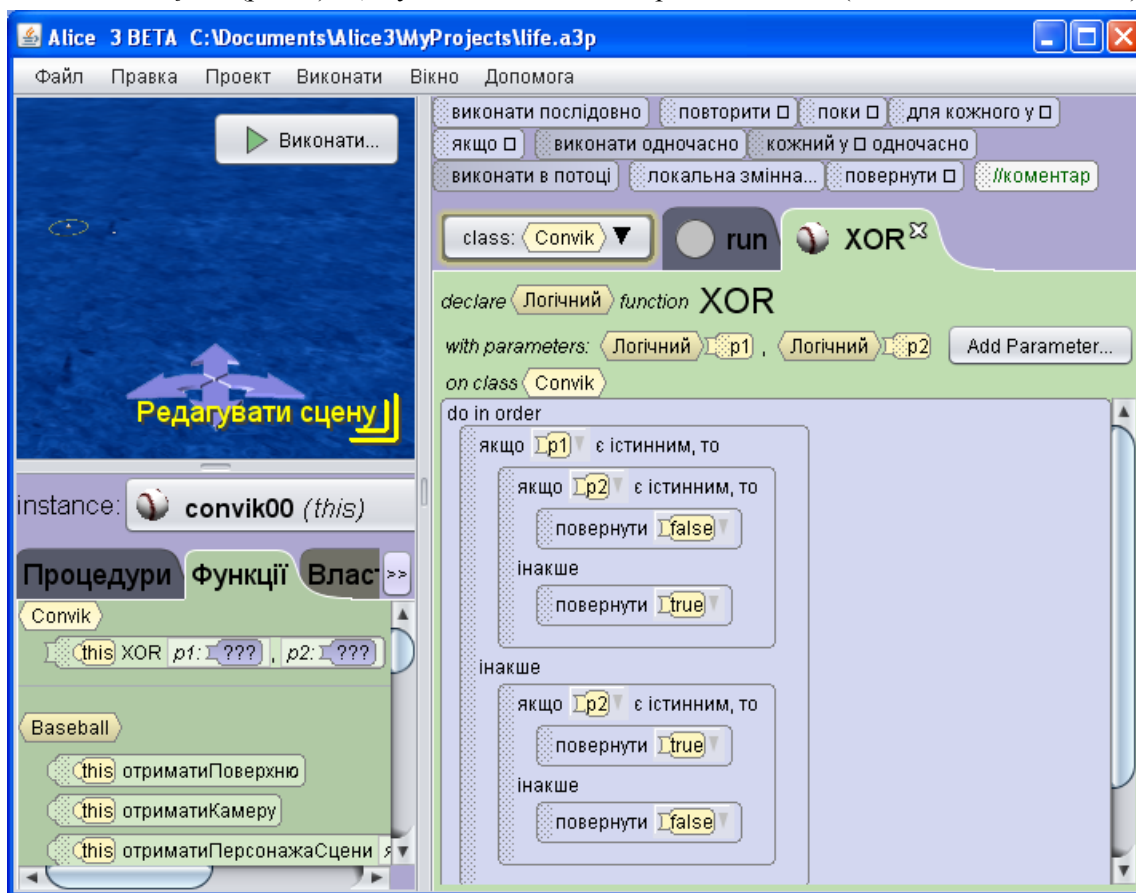 Alice 3 BETA C:\Documents\Alice3\MyProjects\life.a3p
Файл Правка Проект Виконати Вікно Допомога
Виконати...
Редагувати сцену
instance: convik00 (this)
Процедури Функції Влас >>
Convik
this XOR p1: ??? , p2: ???
Baseball
this отриматиПоверхню
this отриматиКамеру
this отриматиПерсонажаСцени
виконати послідовно повторити поки для кожного у
якщо виконати одночасно кожний у одночасно
виконати в потоці локальна змінна... повернути //коментар
class: Convik run XOR
declare Логічний function XOR
with parameters: Логічний p1 , Логічний p2 Add Parameter...
on class Convik
do in order
якщо p1 є істинним, то
якщо p2 є істинним, то
повернути false
інакше
повернути true
інакше
якщо p2 є істинним, то
повернути true
інакше
повернути false